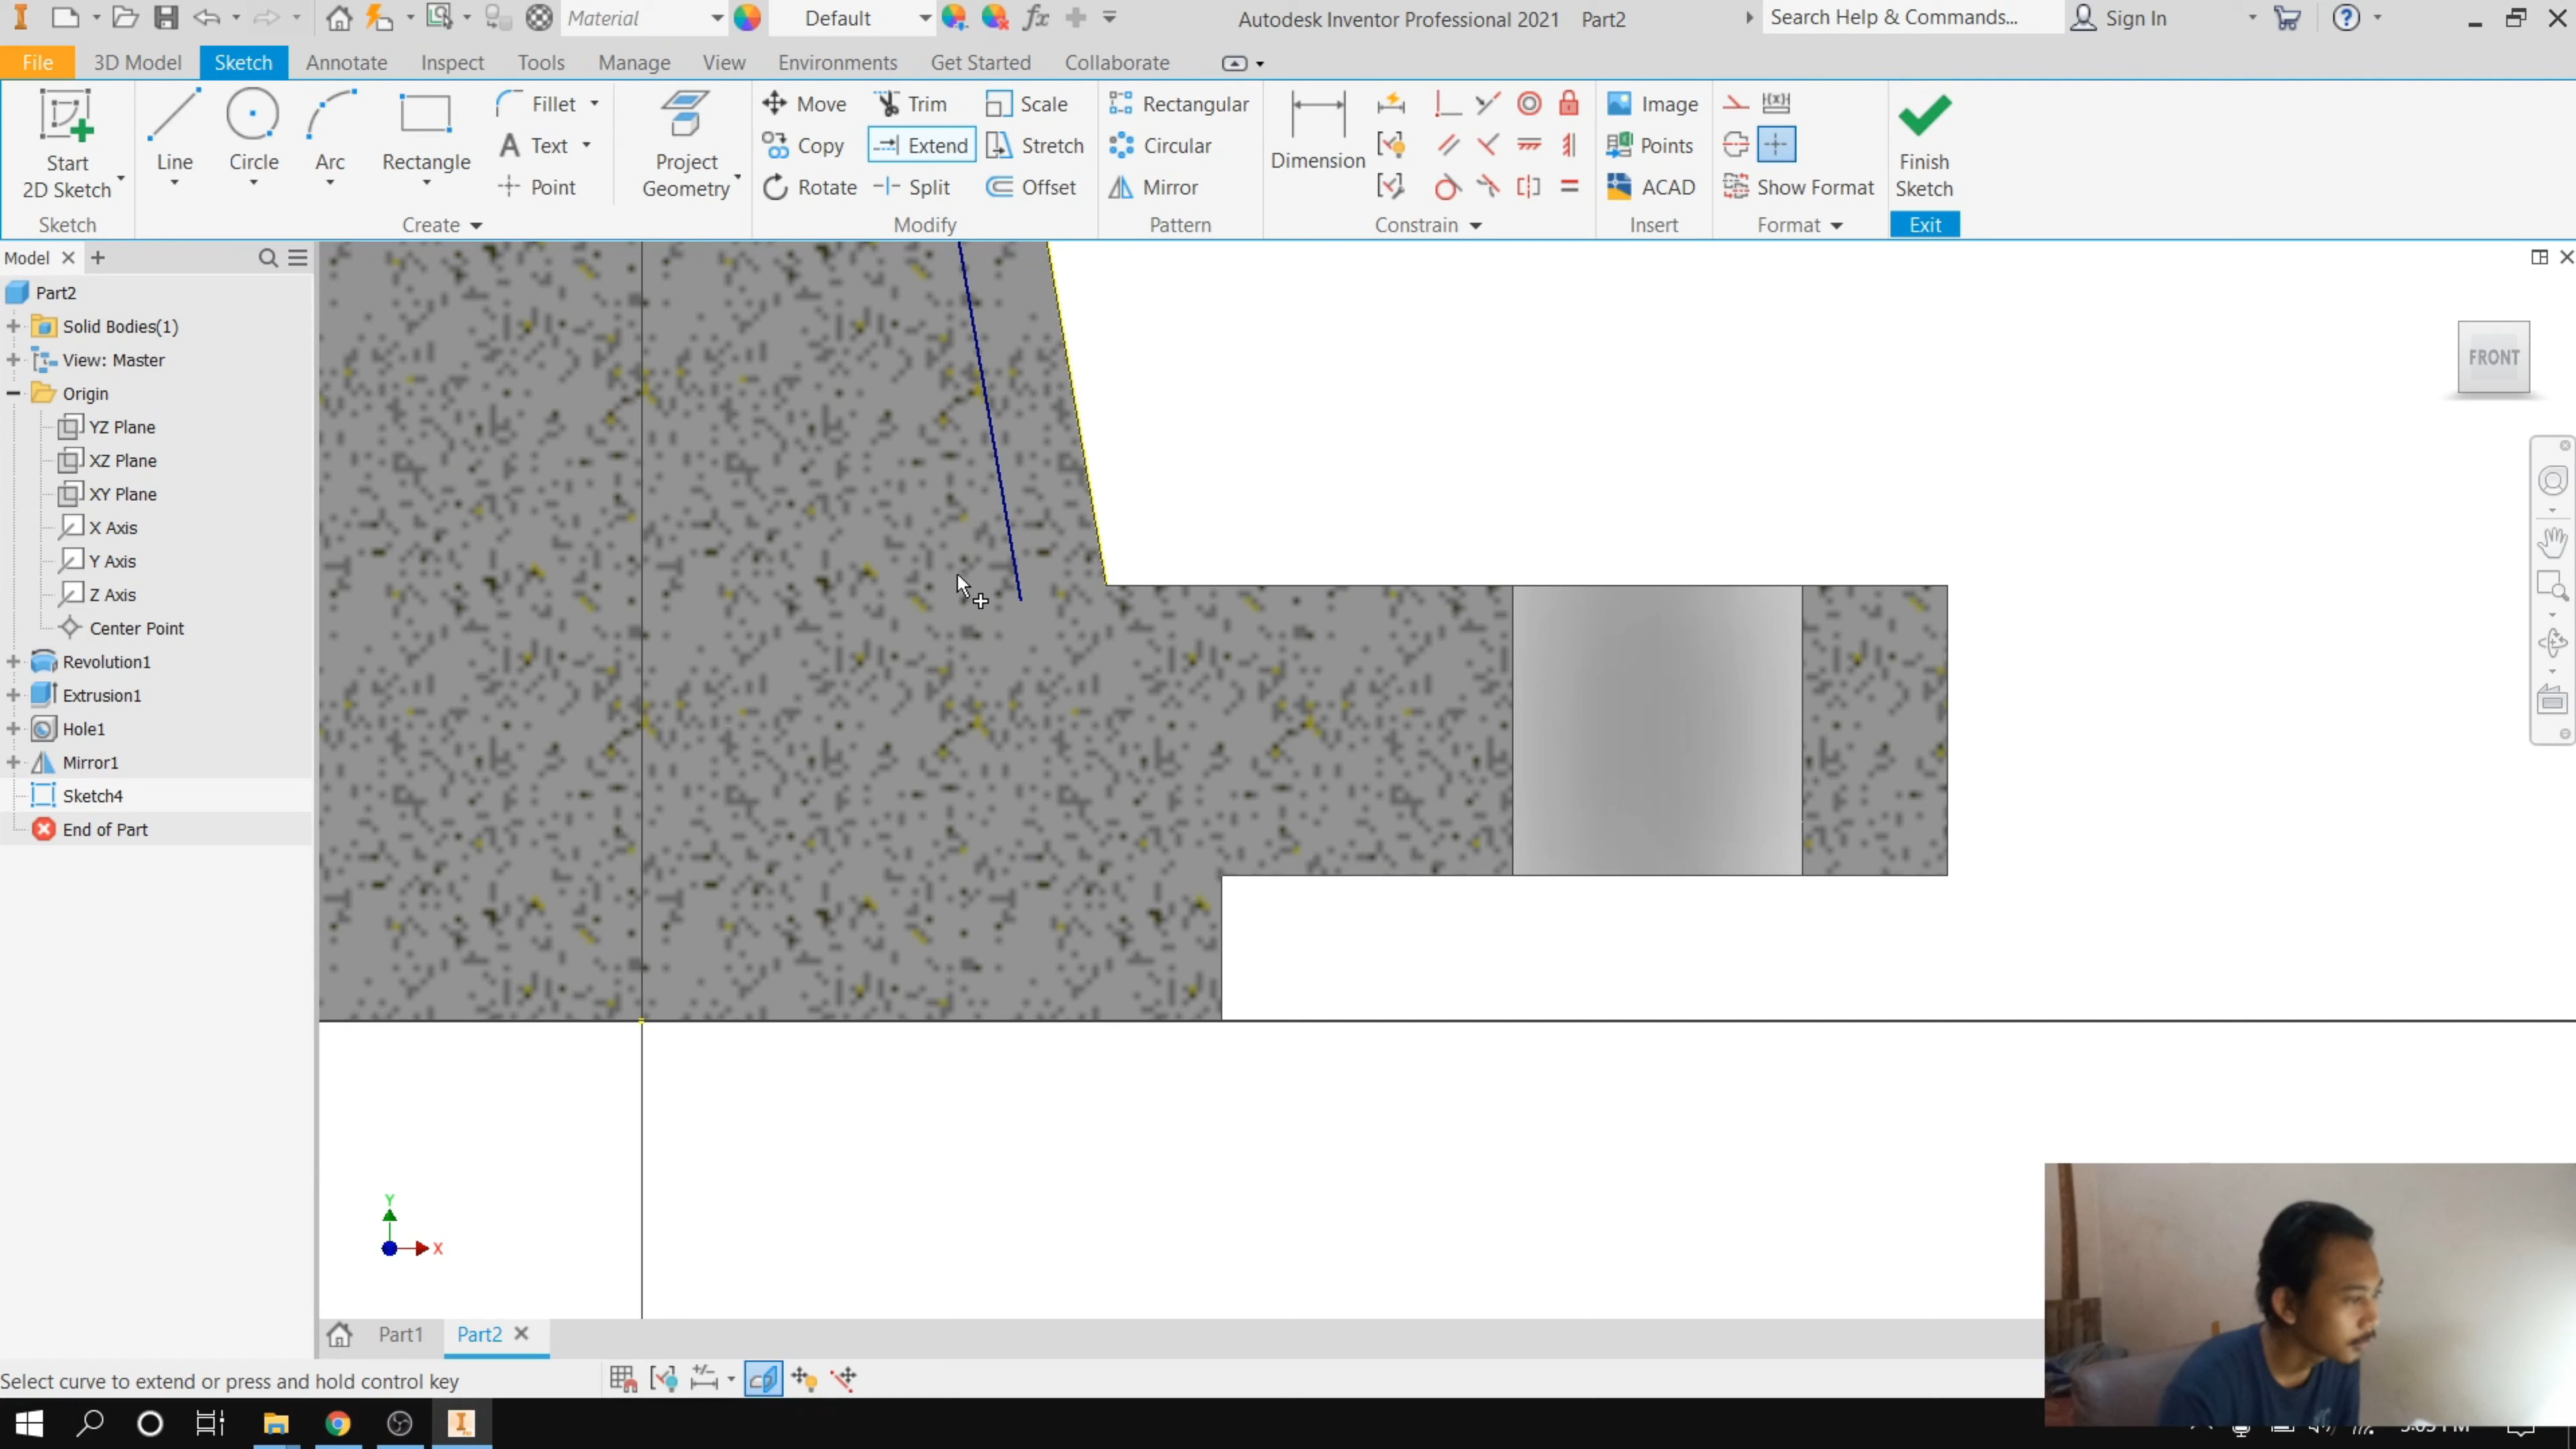 Material
Default
Autodesk Inventor Professional 2021 Part2
Search Help & Commands...
Sign In
File 3D Model Sketch Annotate Inspect Tools Manage View Environments Get Started Collaborate
Start
2D Sketch
Line
Circle
Arc
Rectangle
Fillet
Text
Point
Project
Geometry
Move
Copy
Rotate
Trim
Extend
Split
Scale
Stretch
Offset
Rectangular
Circular
Mirror
Dimension
Image
Points
ACAD
Show Format
Finish
Sketch
Sketch Create Modify Pattern Constrain Insert Format Exit
Model
Part2
Solid Bodies(1)
View: Master
Origin
YZ Plane
XZ Plane
XY Plane
X Axis
Y Axis
Z Axis
Center Point
Revolution1
Extrusion1
Hole1
Mirror1
Sketch4
End of Part
FRONT
Y
X
Part1 Part2
Select curve to extend or press and hold control key